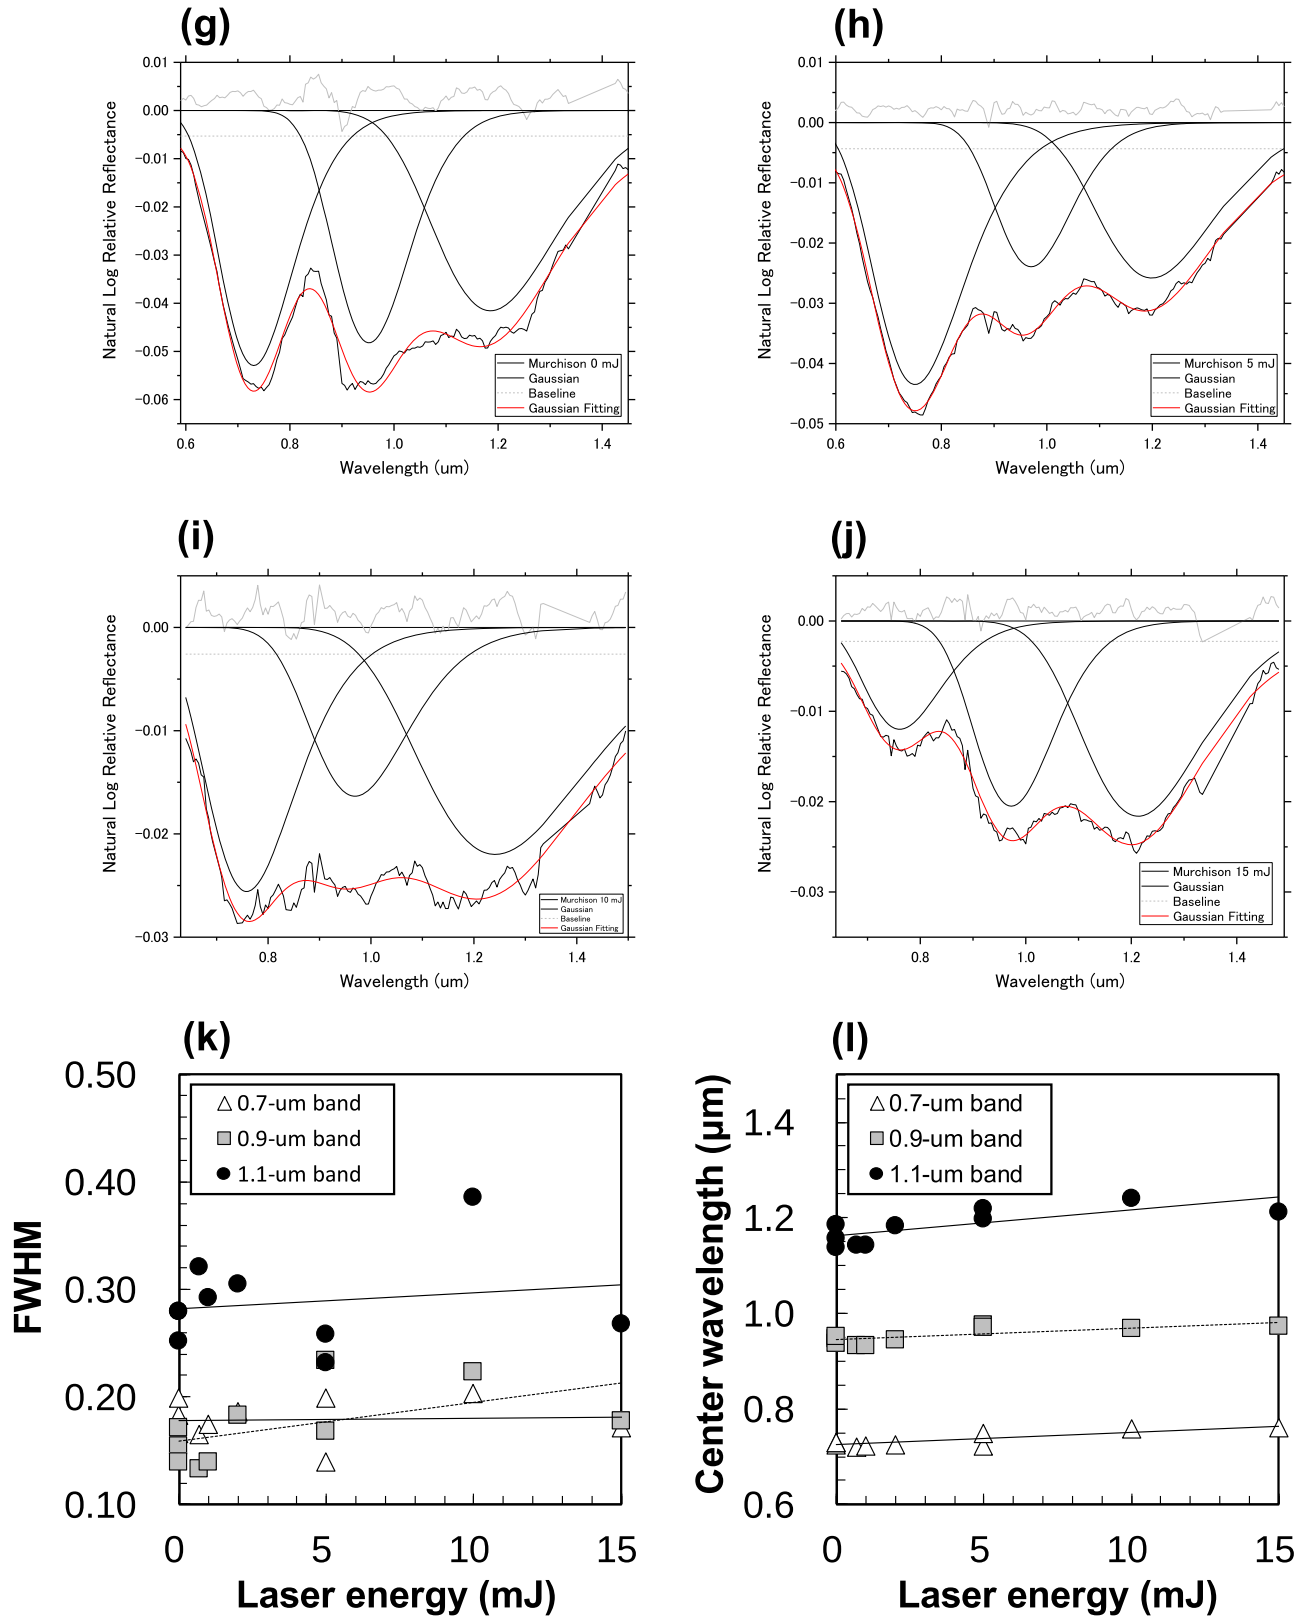 (g)
0.01
0.00
−0.01
−0.02
−0.03
−0.04
−0.05
−0.06
Natural Log Relative Reflectance
Murchison 0 mJ
Gaussian
Baseline
Gaussian Fitting
0.6 0.8 1.0 1.2 1.4
Wavelength (um)
(h)
0.01
0.00
−0.01
−0.02
−0.03
−0.04
−0.05
Natural Log Relative Reflectance
Murchison 5 mJ
Gaussian
Baseline
Gaussian Fitting
0.6 0.8 1.0 1.2 1.4
Wavelength (um)
(i)
0.00
−0.01
−0.02
−0.03
Natural Log Relative Reflectance
Murchison 10 mJ
Gaussian
Baseline
Gaussian Fitting
0.8 1.0 1.2 1.4
Wavelength (um)
(j)
0.00
−0.01
−0.02
−0.03
Natural Log Relative Reflectance
Murchison 15 mJ
Gaussian
Baseline
Gaussian Fitting
0.8 1.0 1.2 1.4
Wavelength (um)
(k)
0.50
0.40
0.30
0.20
0.10
FWHM
0.7-um band
0.9-um band
1.1-um band
0 5 10 15
Laser energy (mJ)
(l)
1.4
1.2
1.0
0.8
0.6
Center wavelength (μm)
0.7-um band
0.9-um band
1.1-um band
0 5 10 15
Laser energy (mJ)